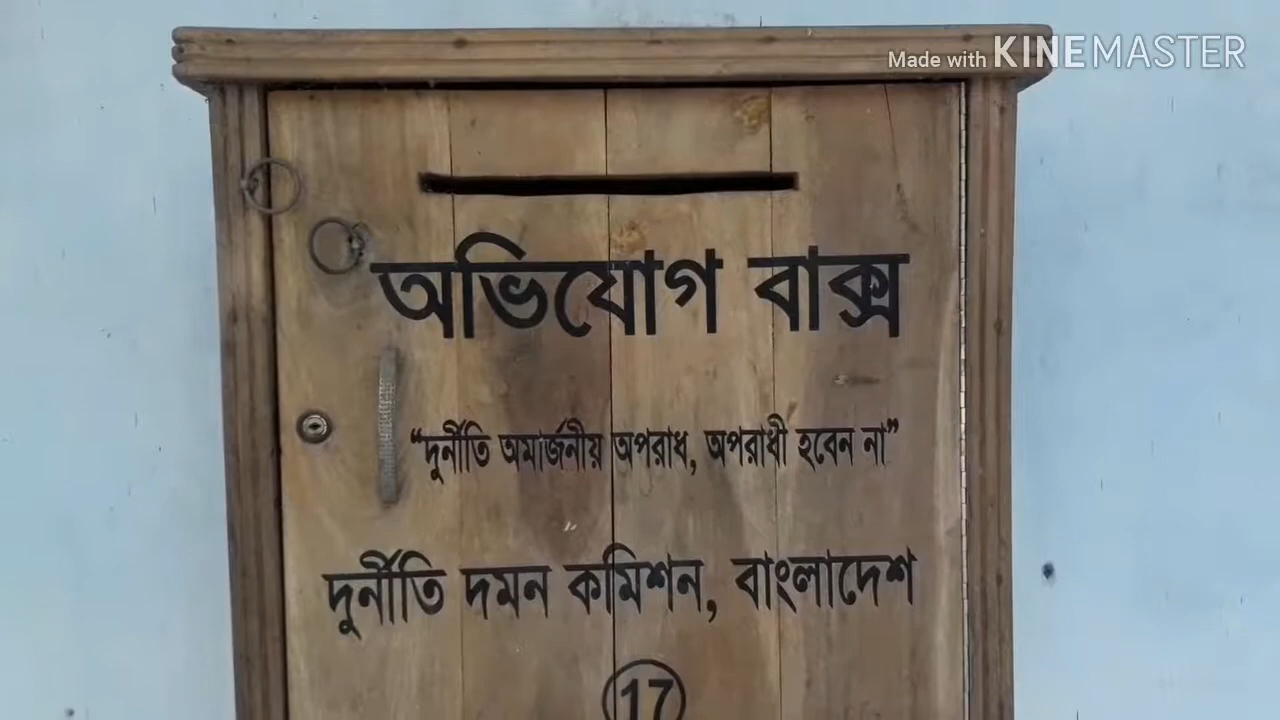 Made with KINEMASTER
অভিযোগ বাক্স
“দুর্নীতি অমার্জনীয় অপরাধ, অপরাধী হবেন না”
দুর্নীতি দমন কমিশন, বাংলাদেশ
17